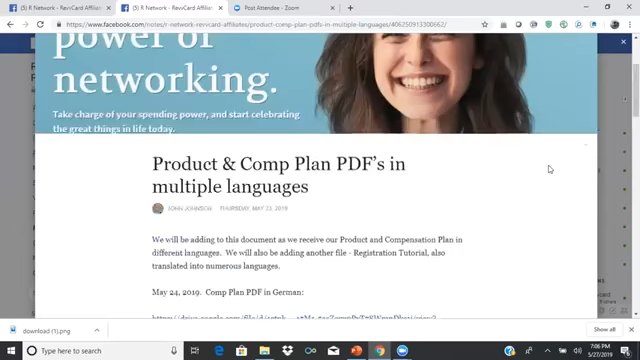 (5) R Network - RevvCard Affiliat
(5) R Network - RevvCard Affiliat
Post Attendee - Zoom
https://www.facebook.com/notes/r-network-revvcard-affiliates/product-comp-plan-pdfs-in-multiple-languages/406250913300662/
power of
networking.
Take charge of your spending power, and start celebrating
the great things in life today.
Product & Comp Plan PDF's in
multiple languages
JOHN JOHNSON THURSDAY, MAY 23, 2019
We will be adding to this document as we receive our Product and Compensation Plan in
different languages. We will also be adding another file - Registration Tutorial, also
translated into numerous languages.
May 24, 2019. Comp Plan PDF in German:
download (1).png
Show all
Type here to search
7:06 PM
5/27/2019